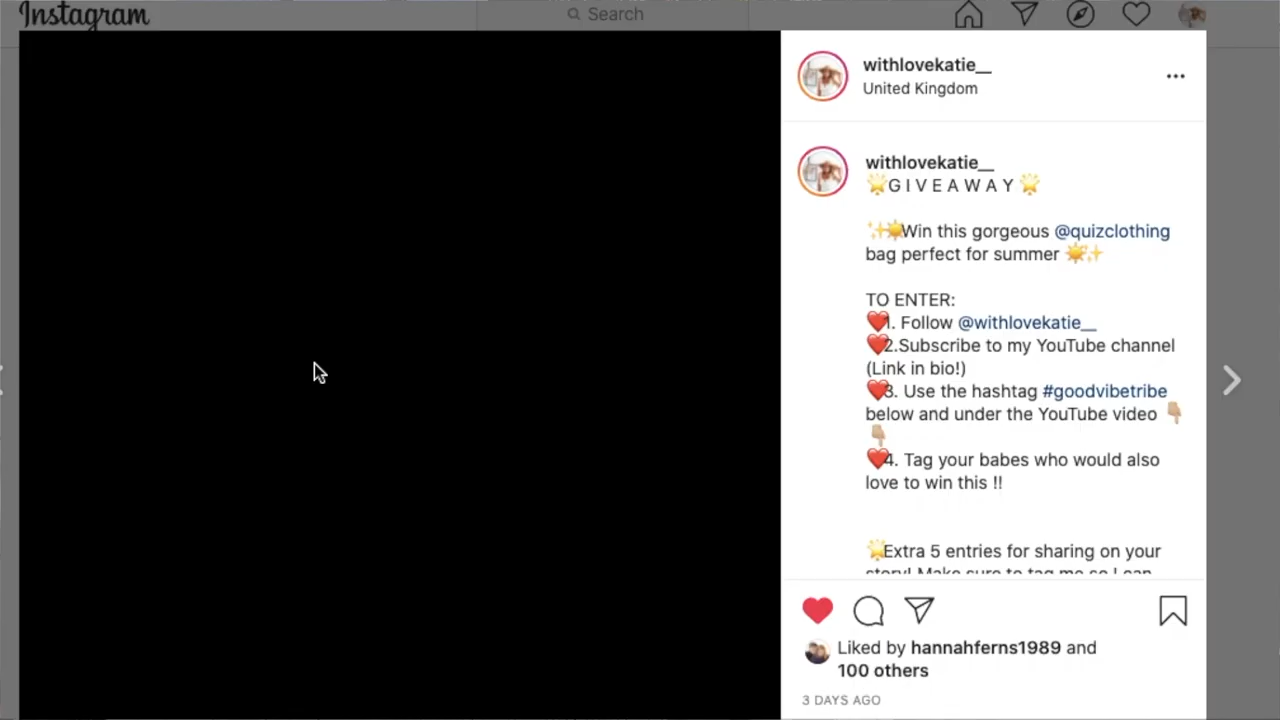 Instagram
Search
withlovekatie__
United Kingdom
withlovekatie__
🌟G I V E A W A Y 🌟
✨☀️Win this gorgeous @quizclothing
bag perfect for summer ☀️✨
TO ENTER:
❤️1. Follow @withlovekatie__
❤️2.Subscribe to my YouTube channel
(Link in bio!)
❤️3. Use the hashtag #goodvibetribe
below and under the YouTube video 👇🏼
👇🏼
❤️4. Tag your babes who would also
love to win this !!
🌟Extra 5 entries for sharing on your
story! Make sure to tag me so I can
Liked by hannahferns1989 and
100 others
3 DAYS AGO